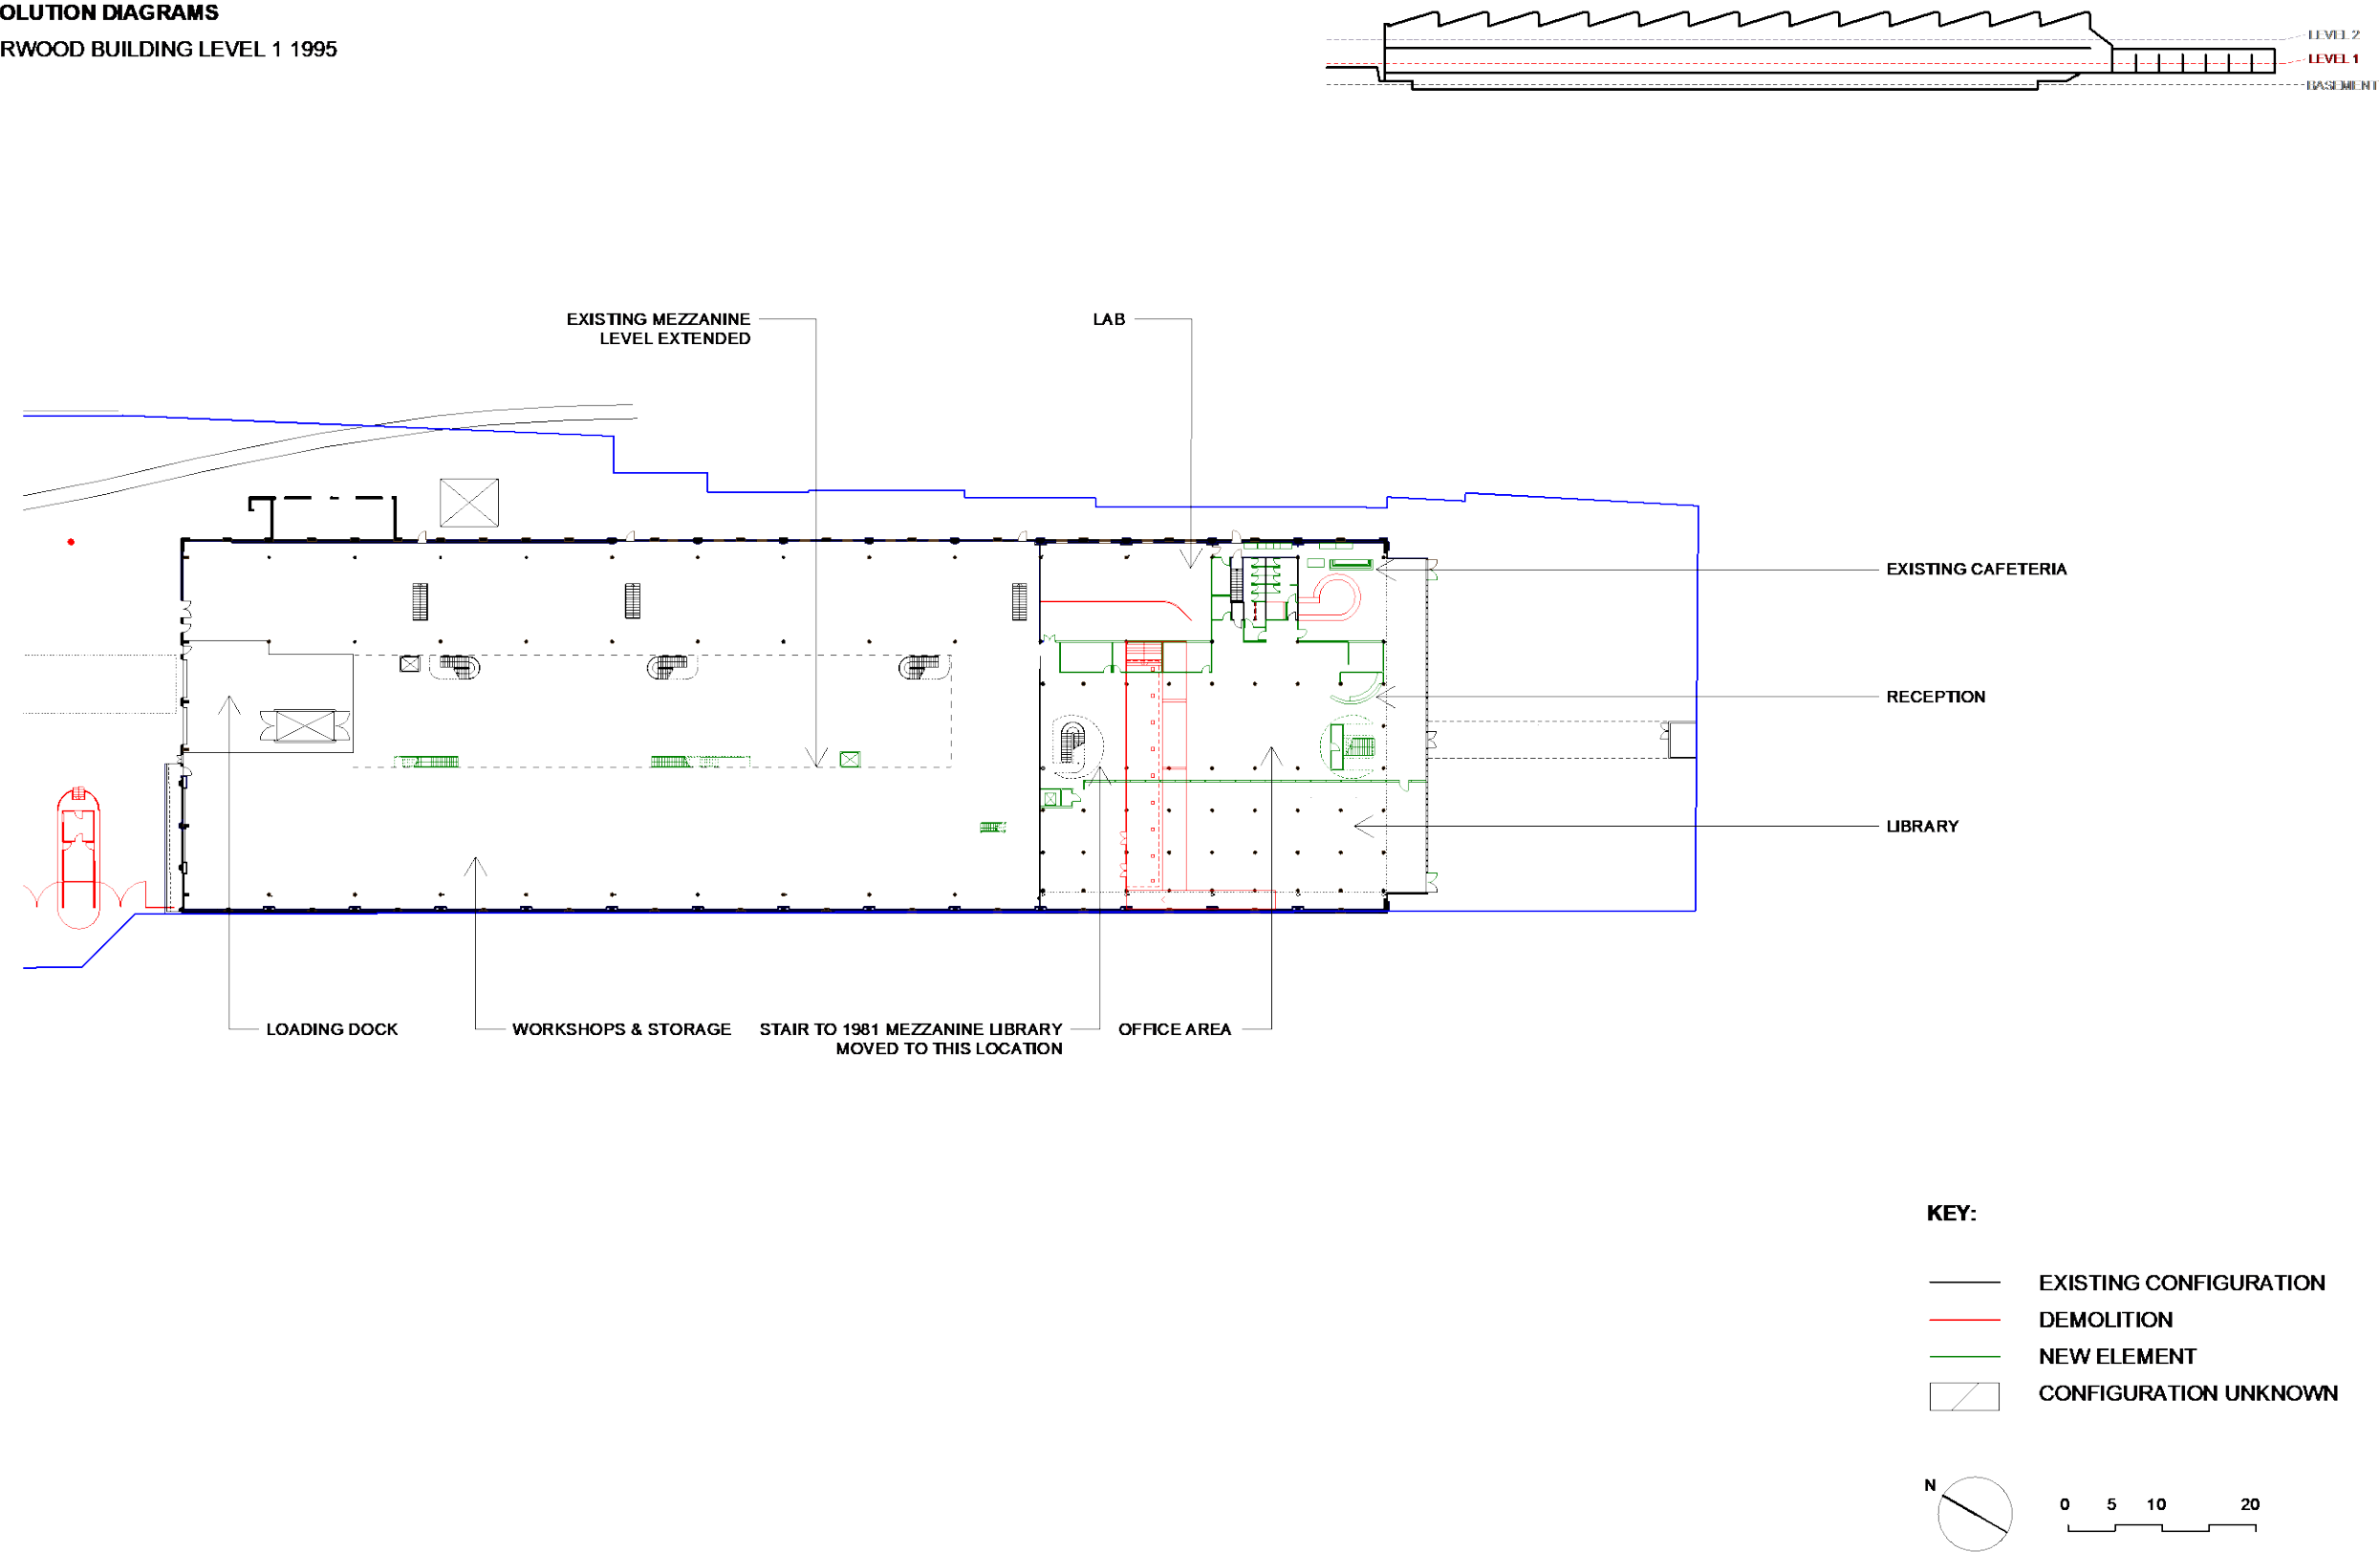 OLUTION DIAGRAMS
RWOOD BUILDING LEVEL 1 1995
LEVEL 2
LEVEL 1
BASEMENT
EXISTING MEZZANINE
LEVEL EXTENDED
LAB
EXISTING CAFETERIA
RECEPTION
LIBRARY
LOADING DOCK
WORKSHOPS & STORAGE
STAIR TO 1981 MEZZANINE LIBRARY
MOVED TO THIS LOCATION
OFFICE AREA
KEY:
EXISTING CONFIGURATION
DEMOLITION
NEW ELEMENT
CONFIGURATION UNKNOWN
N
0 5 10 20